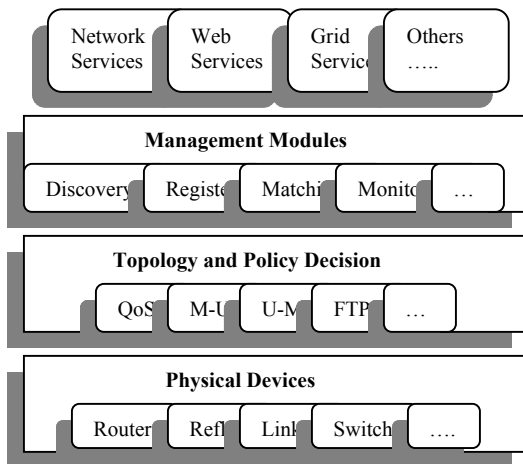 Network
Services
Web
Services
Grid
Servic
Others
…..
Management Modules
Discovery Registe Matchi Monito …
Topology and Policy Decision
QoS M-U U-M FTP …
Physical Devices
Router Refl Link Switch ….